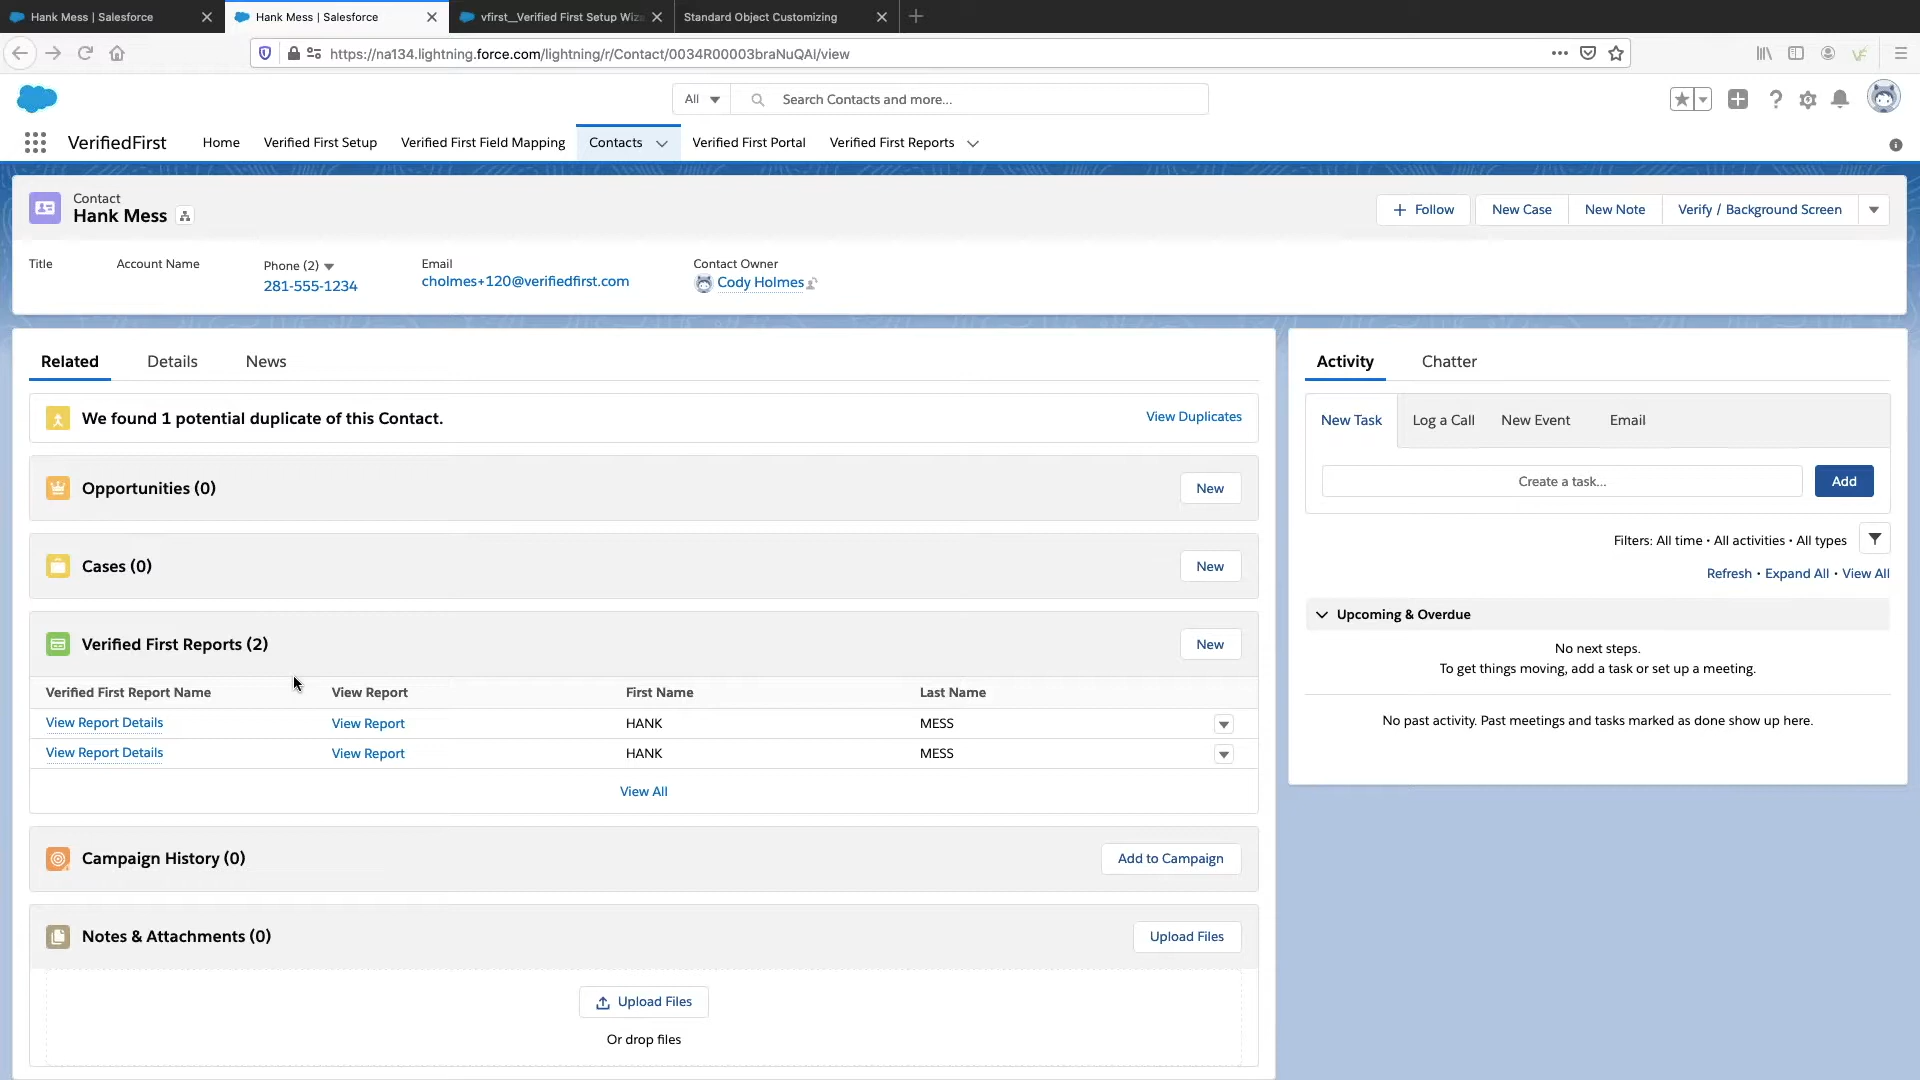 Hank Mess | Salesforce
Hank Mess | Salesforce
vfirst__Verified First Setup Wiza
Standard Object Customizing
https://na134.lightning.force.com/lightning/r/Contact/0034R00003braNuQAI/view
All
Search Contacts and more...
VerifiedFirst
Home
Verified First Setup
Verified First Field Mapping
Contacts
Verified First Portal
Verified First Reports
Contact
Hank Mess
Follow
New Case
New Note
Verify / Background Screen
Title
Account Name
Phone (2)
Email
Contact Owner
281-555-1234
cholmes+120@verifiedfirst.com
Cody Holmes
Related
Details
News
We found 1 potential duplicate of this Contact.
View Duplicates
Opportunities (0)
New
Cases (0)
New
Verified First Reports (2)
New
Verified First Report Name
View Report
First Name
Last Name
View Report Details
View Report
HANK
MESS
View Report Details
View Report
HANK
MESS
View All
Campaign History (0)
Add to Campaign
Notes & Attachments (0)
Upload Files
Upload Files
Or drop files
Activity
Chatter
New Task
Log a Call
New Event
Email
Create a task...
Add
Filters: All time • All activities • All types
Refresh • Expand All • View All
Upcoming & Overdue
No next steps.
To get things moving, add a task or set up a meeting.
No past activity. Past meetings and tasks marked as done show up here.